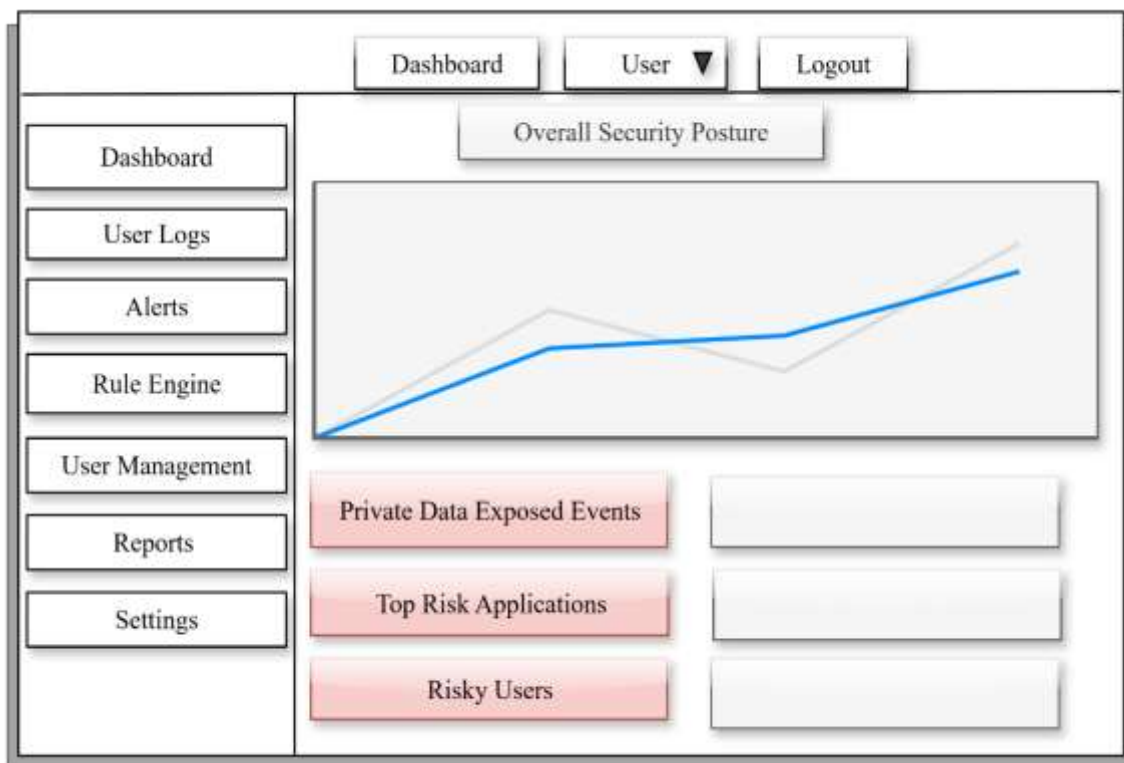 Dashboard
User
Logout
Overall Security Posture
Dashboard
User Logs
Alerts
Rule Engine
User Management
Reports
Settings
Private Data Exposed Events
Top Risk Applications
Risky Users